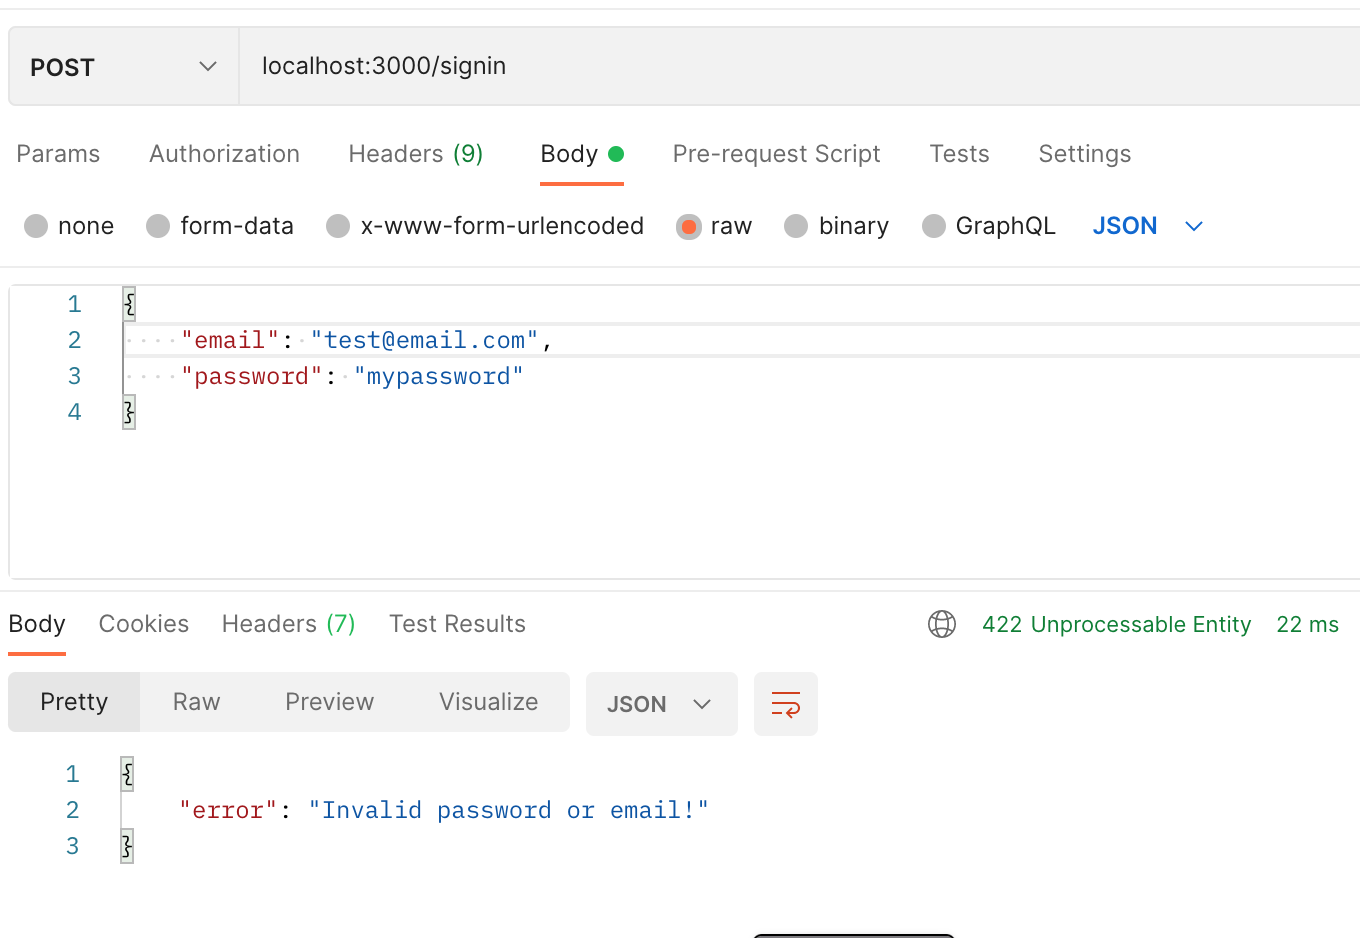 POST localhost:3000/signin
Params Authorization Headers (9) Body Pre-request Script Tests Settings
none form-data x-www-form-urlencoded raw binary GraphQL JSON
1 {
2 "email": "test@email.com",
3 "password": "mypassword"
4 }
Body Cookies Headers (7) Test Results 422 Unprocessable Entity 22 ms
Pretty Raw Preview Visualize JSON
1 {
2 "error": "Invalid password or email!"
3 }